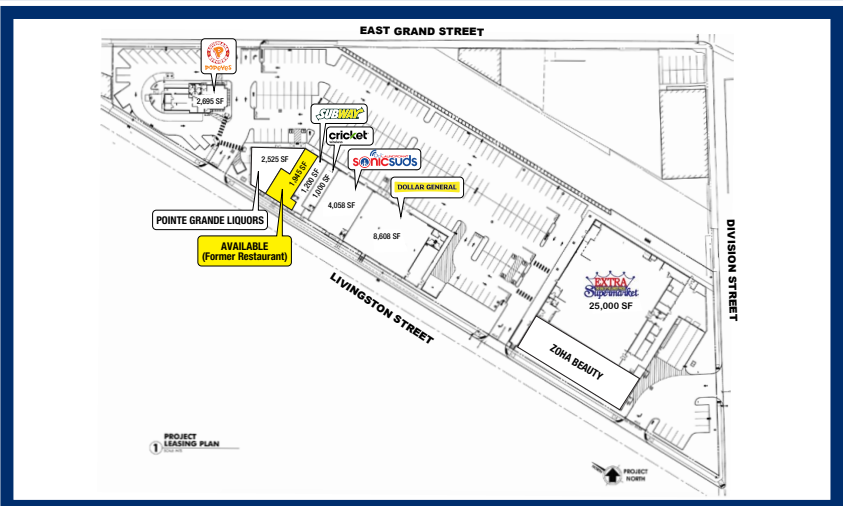 EAST GRAND STREET
POPEYES
2,695 SF
SUBWAY
cricket
2,525 SF
1,945 SF
1,200 SF
1,000 SF
sonicsuds
DOLLAR GENERAL
4,058 SF
8,608 SF
POINTE GRANDE LIQUORS
AVAILABLE
(Former Restaurant)
LIVINGSTON STREET
DIVISION STREET
EXTRA
Supermarket
25,000 SF
ZOHA BEAUTY
1
PROJECT
LEASING PLAN
PROJECT
NORTH